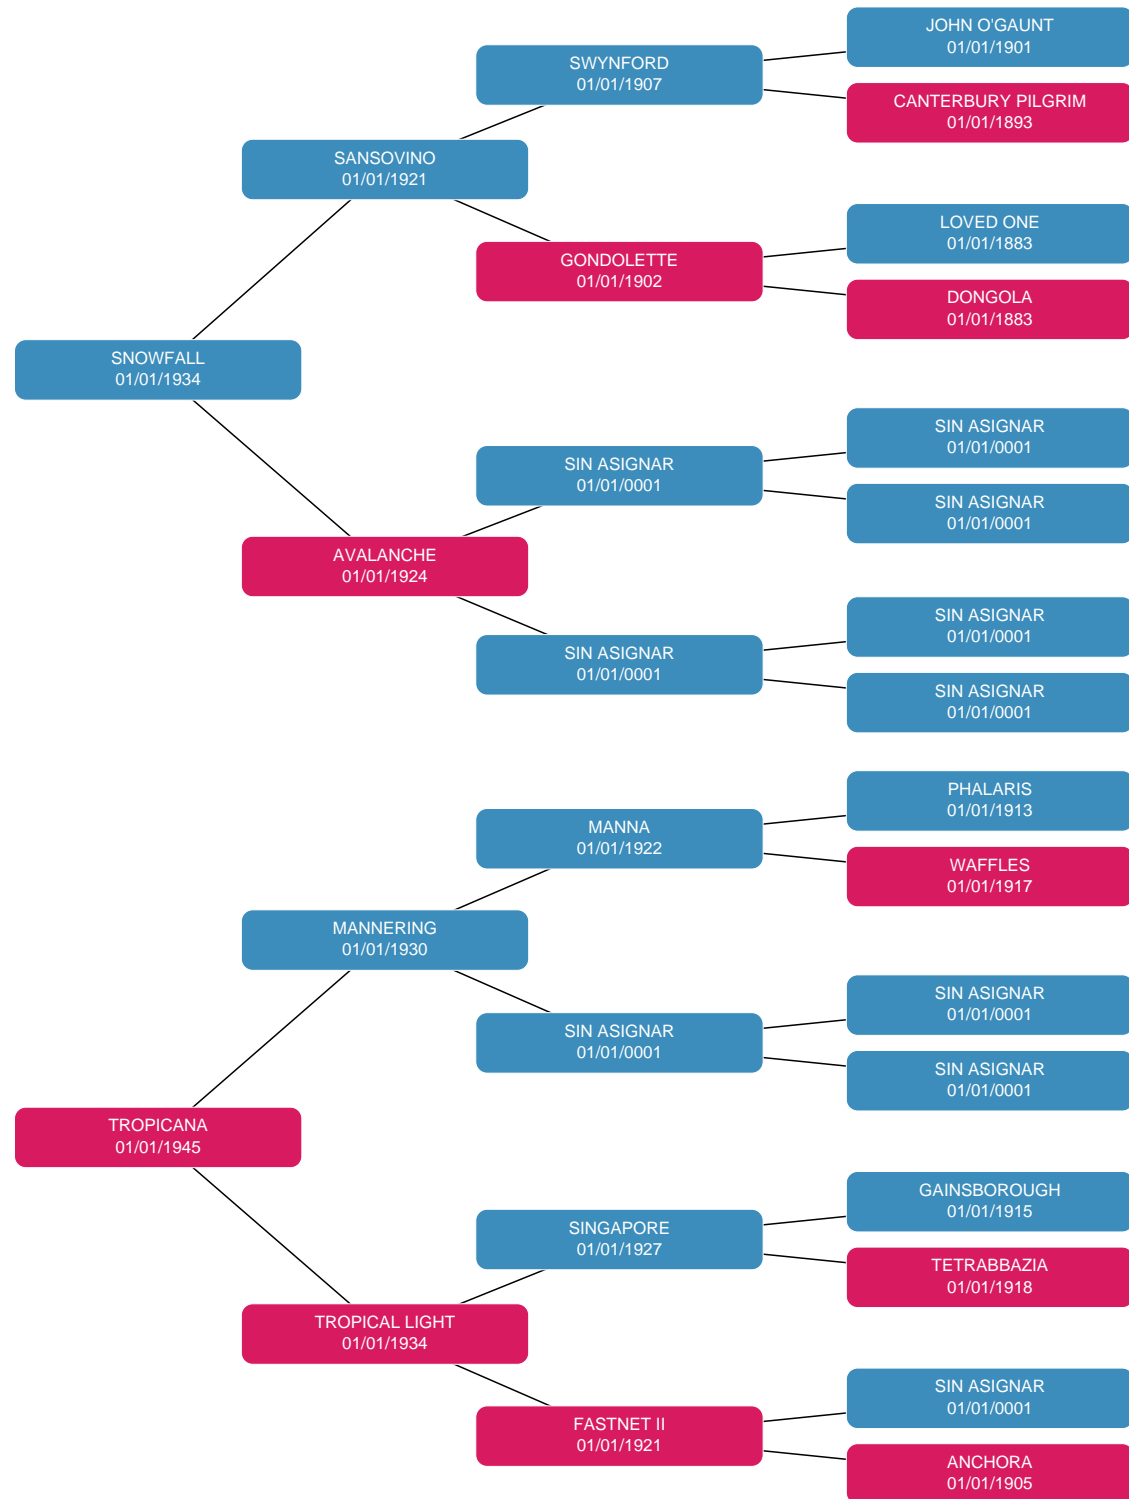 JOHN O'GAUNT
01/01/1901
SWYNFORD
01/01/1907
CANTERBURY PILGRIM
01/01/1893
SANSOVINO
01/01/1921
LOVED ONE
01/01/1883
GONDOLETTE
01/01/1902
DONGOLA
01/01/1883
SNOWFALL
01/01/1934
SIN ASIGNAR
01/01/0001
SIN ASIGNAR
01/01/0001
SIN ASIGNAR
01/01/0001
AVALANCHE
01/01/1924
SIN ASIGNAR
01/01/0001
SIN ASIGNAR
01/01/0001
SIN ASIGNAR
01/01/0001
PHALARIS
01/01/1913
MANNA
01/01/1922
WAFFLES
01/01/1917
MANNERING
01/01/1930
SIN ASIGNAR
01/01/0001
SIN ASIGNAR
01/01/0001
SIN ASIGNAR
01/01/0001
TROPICANA
01/01/1945
GAINSBOROUGH
01/01/1915
SINGAPORE
01/01/1927
TETRABBAZIA
01/01/1918
TROPICAL LIGHT
01/01/1934
SIN ASIGNAR
01/01/0001
FASTNET II
01/01/1921
ANCHORA
01/01/1905